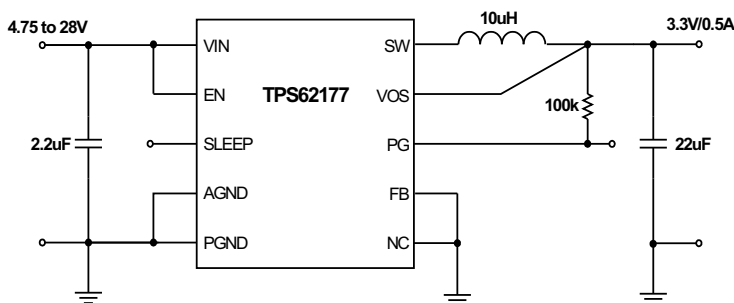 4.75 to 28V
10uH
3.3V/0.5A
VIN
SW
EN
TPS62177
VOS
100k
2.2uF
SLEEP
PG
22uF
AGND
FB
PGND
NC